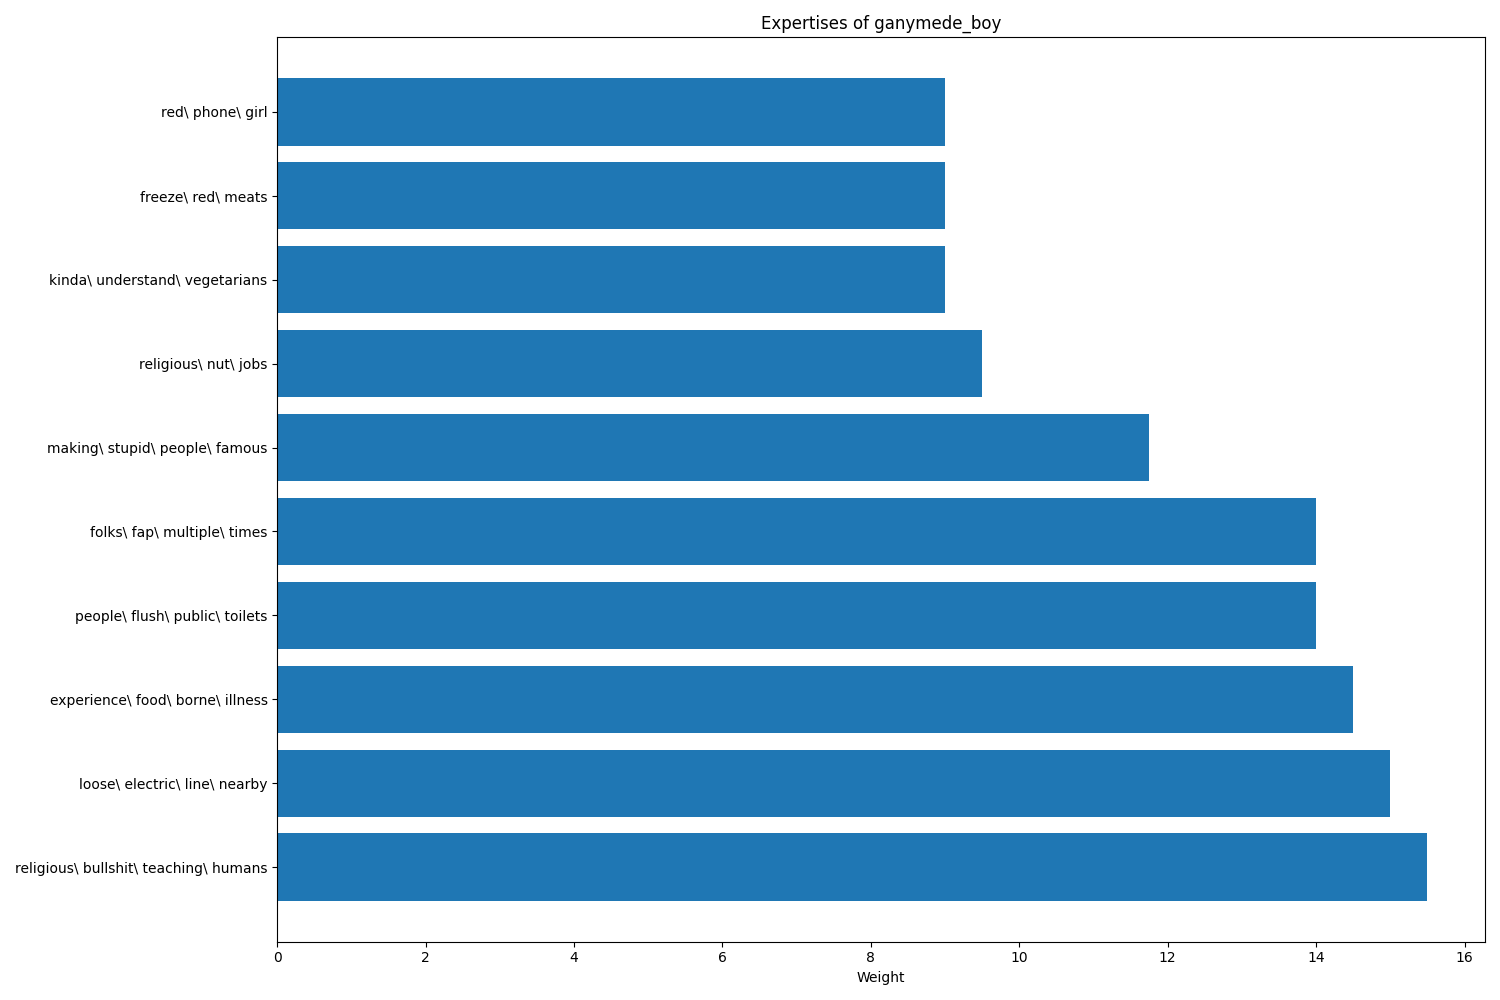 Expertises of ganymede_boy
red\ phone\ girl
freeze\ red\ meats
kinda\ understand\ vegetarians
religious\ nut\ jobs
making\ stupid\ people\ famous
folks\ fap\ multiple\ times
people\ flush\ public\ toilets
experience\ food\ borne\ illness
loose\ electric\ line\ nearby
religious\ bullshit\ teaching\ humans
0 2 4 6 8 10 12 14 16
Weight